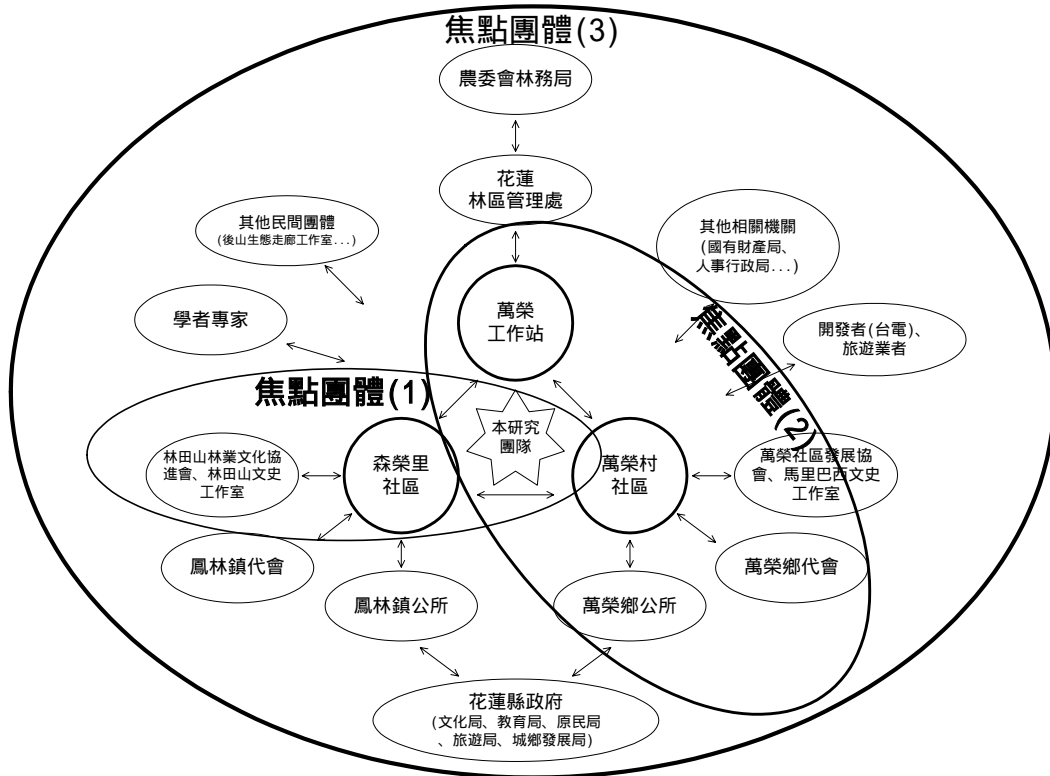 焦點團體(3)
農委會林務局
花蓮
林區管理處
其他民間團體
(後山生態走廊工作室...)
其他相關機關
(國有財產局、
人事行政局...)
學者專家
萬榮
工作站
開發者(台電)、
旅遊業者
焦點團體(1)
焦點團體(2)
本研究
團隊
林田山林業文化協
進會、林田山文史
工作室
森榮里
社區
萬榮村
社區
萬榮社區發展協
會、馬里巴西文史
工作室
鳳林鎮代會
萬榮鄉代會
鳳林鎮公所
萬榮鄉公所
花蓮縣政府
(文化局、教育局、原民局
、旅遊局、城鄉發展局)